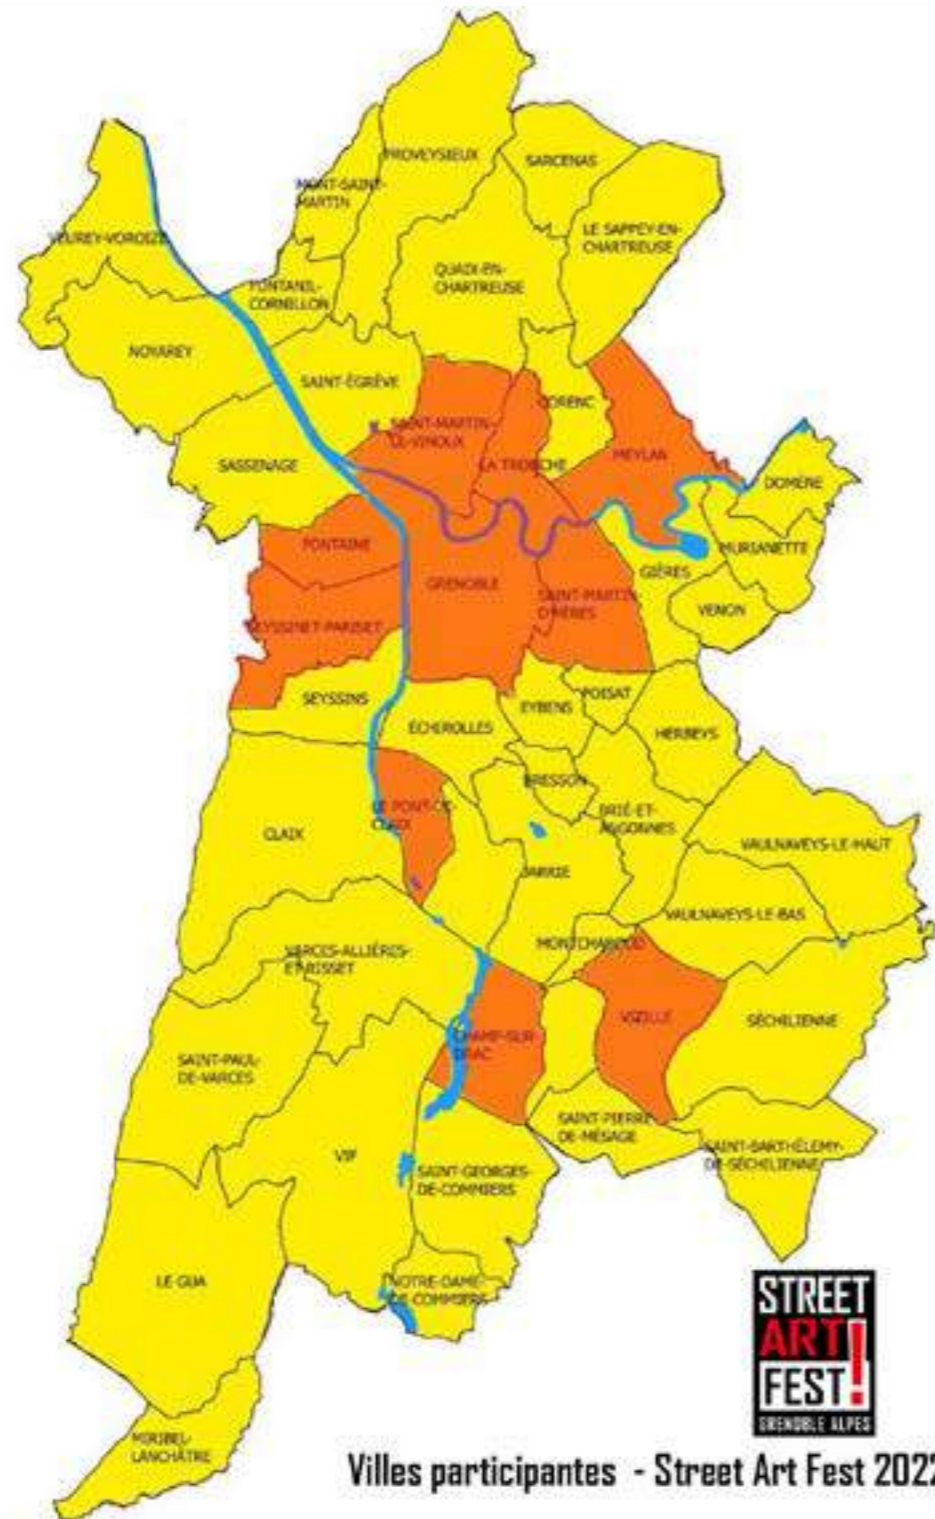 PROVEYSIEUX
SARCENAS
MONT-SAINT-
MARTIN
LE SAPPEY-EN-
CHARTREUSE
VEUREY-VOROIZE
QUAIX-EN-
CHARTREUSE
FONTANIL-
CORNILLON
NOYAREY
SAINT-ÉGRÈVE
CORENC
SAINT-MARTIN-
LE-VINOUX
SASSENAGE
LA TRONCHE
MEYLAN
DOMÈNE
FONTAINE
MURIANETTE
GRENOBLE
GIÈRES
SAINT-MARTIN-
D'HÈRES
VENON
SEYSSINET-PARISET
SEYSSINS
POISAT
EYBENS
ÉCHIROLLES
HERBEYS
BRESSON
LE PONT-DE-
CLAIX
BRIÉ-ET-
ANGONNES
CLAIX
VAULNAVEYS-LE-HAUT
JARRIE
VAULNAVEYS-LE-BAS
MONTCHABOUD
VARCES-ALLIÈRES-
ET-RISSET
VIZILLE
SÉCHILIENNE
CHAMP-SUR-
DRAC
SAINT-PAUL-
DE-VARCES
SAINT-PIERRE-
DE-MÉSAGE
VIF
SAINT-BARTHÉLEMY-
DE-SÉCHILIENNE
SAINT-GEORGES-
DE-COMMIERS
LE GUA
NOTRE-DAME-
DE-COMMIERS
STREET
ART!
FEST
GRENOBLE ALPES
MIRIBEL-
LANCHÂTRE
Villes participantes - Street Art Fest 2022